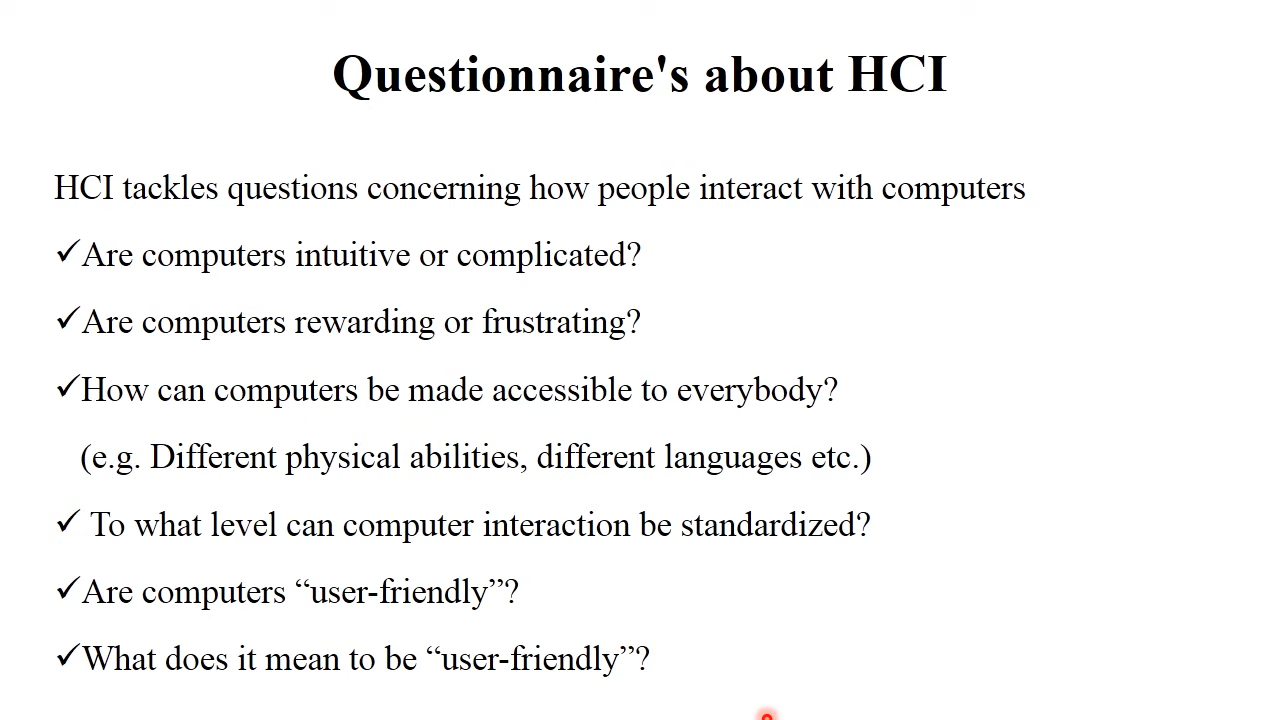 Questionnaire's about HCI
HCI tackles questions concerning how people interact with computers
✓Are computers intuitive or complicated?
✓Are computers rewarding or frustrating?
✓How can computers be made accessible to everybody?
(e.g. Different physical abilities, different languages etc.)
✓ To what level can computer interaction be standardized?
✓Are computers “user-friendly”?
✓What does it mean to be “user-friendly”?